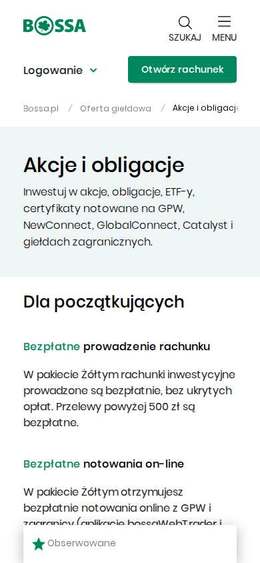 BOSSA
SZUKAJ
MENU
Logowanie
Otwórz rachunek
Bossa.pl / Oferta giełdowa / Akcje i obligacje
Akcje i obligacje
Inwestuj w akcje, obligacje, ETF-y,
certyfikaty notowane na GPW,
NewConnect, GlobalConnect, Catalyst i
giełdach zagranicznych.
Dla początkujących
Bezpłatne prowadzenie rachunku
W pakiecie Żółtym rachunki inwestycyjne
prowadzone są bezpłatnie, bez ukrytych
opłat. Przelewy powyżej 500 zł są
bezpłatne.
Bezpłatne notowania on-line
W pakiecie Żółtym otrzymujesz
bezpłatnie notowania online z GPW i
zagranicy (aplikacje bossaWebTrader i
Obserwowane